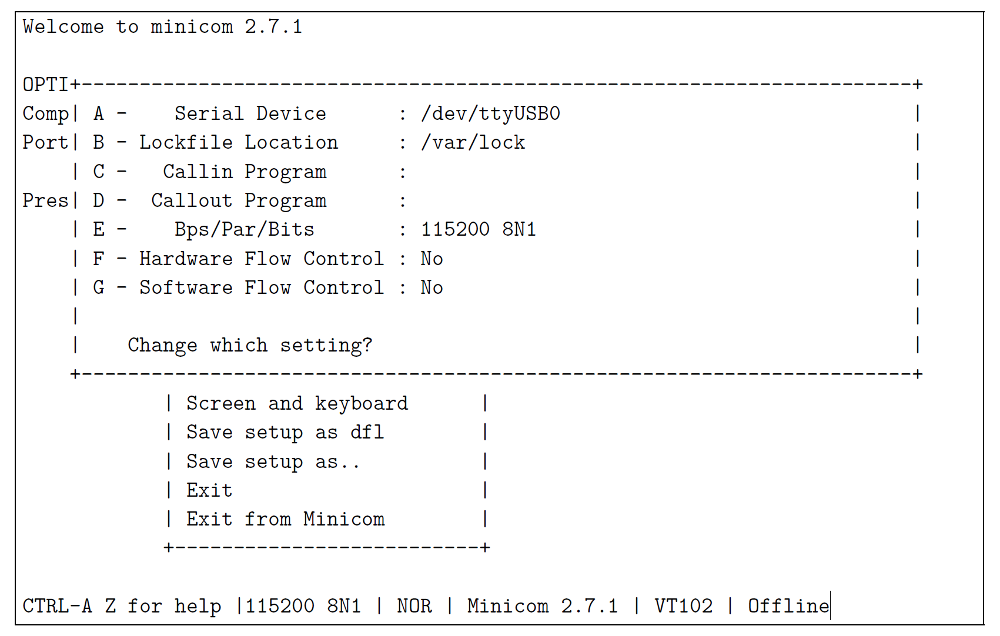 Welcome to minicom 2.7.1
OPTI+-----------------------------------------------------------------------+
Comp| A -    Serial Device      : /dev/ttyUSB0                              |
Port| B - Lockfile Location     : /var/lock                                 |
    | C -   Callin Program      :                                           |
Pres| D -  Callout Program      :                                           |
    | E -    Bps/Par/Bits       : 115200 8N1                                |
    | F - Hardware Flow Control : No                                        |
    | G - Software Flow Control : No                                        |
    |                                                                       |
    |    Change which setting?                                              |
    +-----------------------------------------------------------------------+
            | Screen and keyboard      |
            | Save setup as dfl        |
            | Save setup as..          |
            | Exit                     |
            | Exit from Minicom        |
            +--------------------------+
CTRL-A Z for help |115200 8N1 | NOR | Minicom 2.7.1 | VT102 | Offline